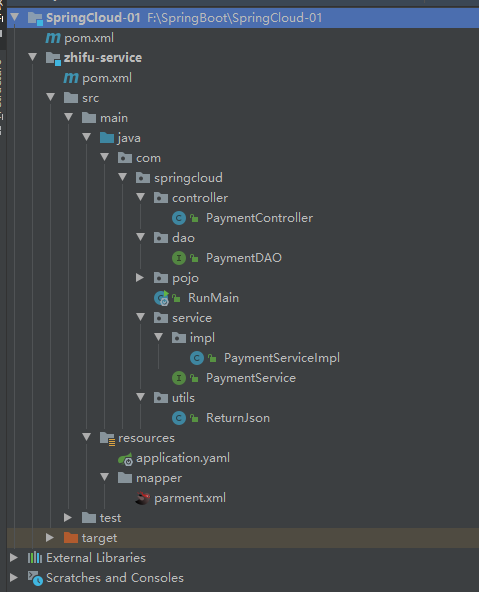 SpringCloud-01 F:\SpringBoot\SpringCloud-01
pom.xml
zhifu-service
pom.xml
src
main
java
com
springcloud
controller
PaymentController
dao
PaymentDAO
pojo
RunMain
service
impl
PaymentServiceImpl
PaymentService
utils
ReturnJson
resources
application.yaml
mapper
parment.xml
test
target
External Libraries
Scratches and Consoles